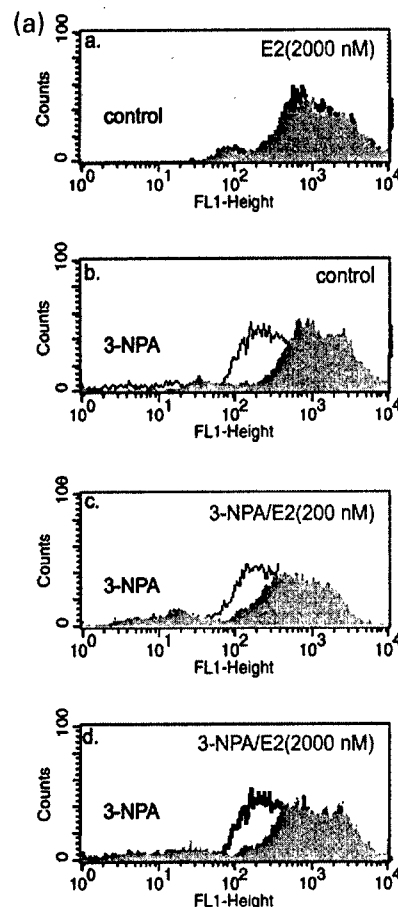 (a)
a. E2(2000 nM)
control
Counts
100
0
10^0 10^1 10^2 10^3 10^4
FL1-Height
b. control
3-NPA
Counts
100
0
10^0 10^1 10^2 10^3 10^4
FL1-Height
c. 3-NPA/E2(200 nM)
3-NPA
Counts
100
0
10^0 10^1 10^2 10^3 10^4
FL1-Height
d. 3-NPA/E2(2000 nM)
3-NPA
Counts
100
0
10^0 10^1 10^2 10^3 10^4
FL1-Height